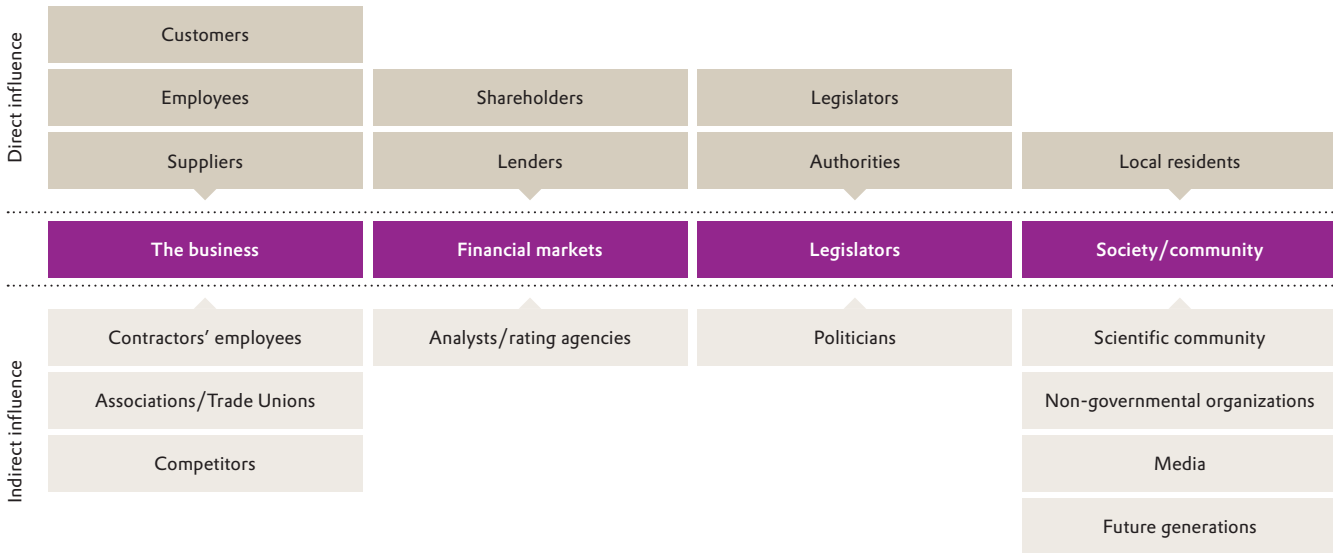 Direct influence
Customers
Employees
Shareholders
Legislators
Suppliers
Lenders
Authorities
Local residents
The business
Financial markets
Legislators
Society/community
Indirect influence
Contractors’ employees
Analysts/rating agencies
Politicians
Scientific community
Associations/Trade Unions
Non-governmental organizations
Competitors
Media
Future generations